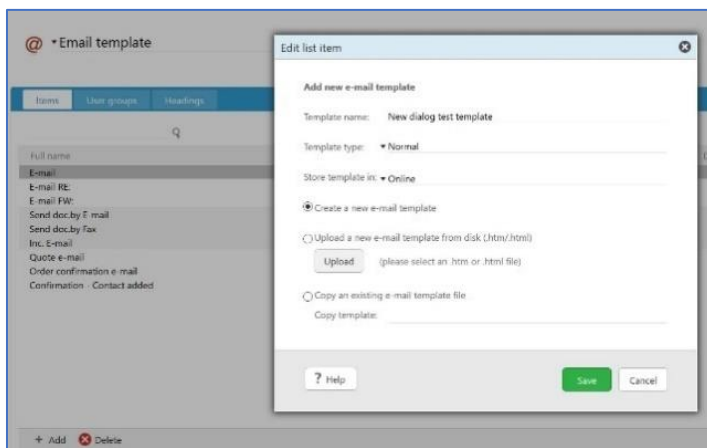 @ Email template
Items User groups Headings
Full name
E-mail
E-mail RE:
E-mail FW:
Send doc.by E-mail
Send doc.by Fax
Inc. E-mail
Quote e-mail
Order confirmation e-mail
Confirmation - Contact added
+ Add Delete
Edit list item
Add new e-mail template
Template name: New dialog test template
Template type: Normal
Store template in: Online
Create a new e-mail template
Upload a new e-mail template from disk (.htm/.html)
Upload (please select an .htm or .html file)
Copy an existing e-mail template file
Copy template:
? Help Save Cancel